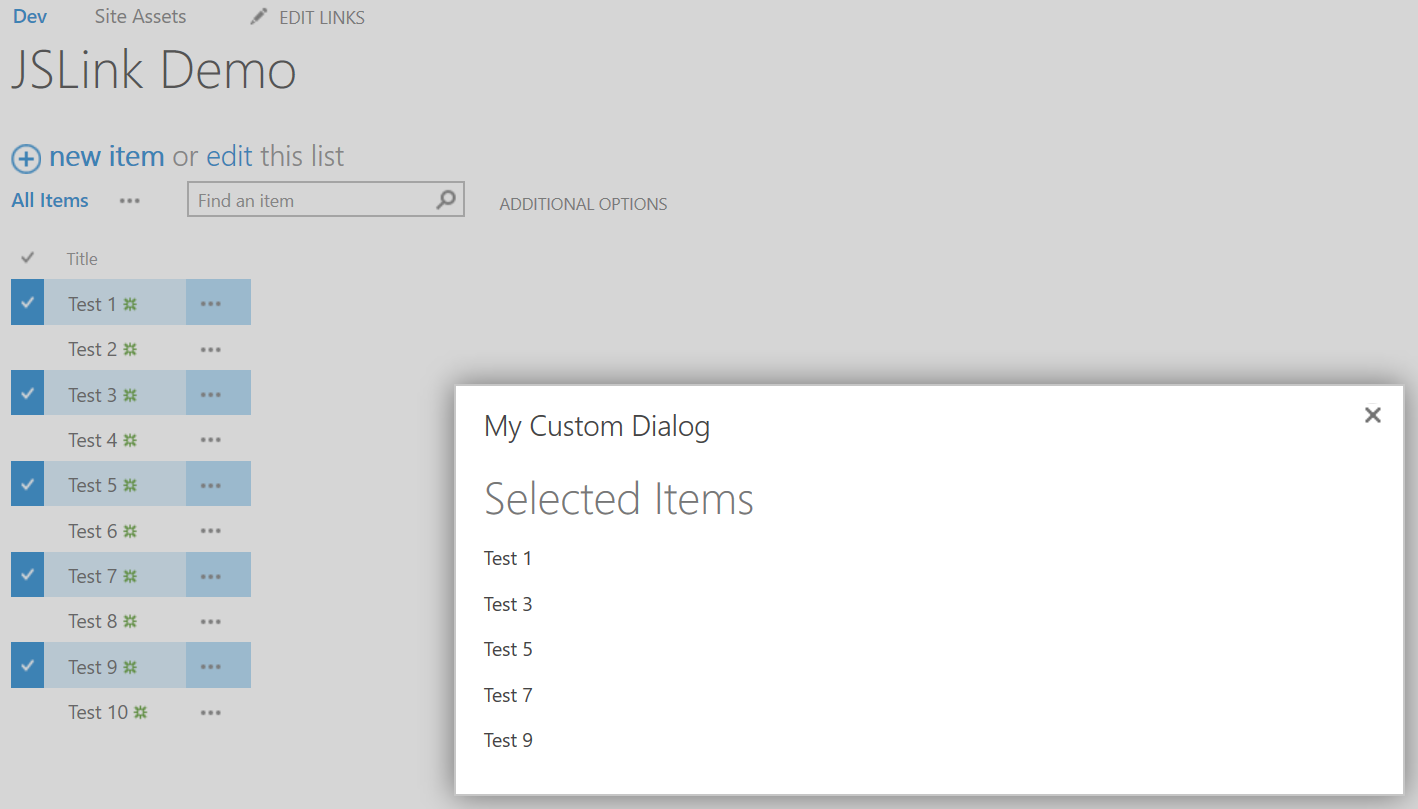 Dev Site Assets EDIT LINKS
JSLink Demo
new item or edit this list
All Items ••• Find an item ADDITIONAL OPTIONS
Title
Test 1 •••
Test 2 •••
Test 3 •••
Test 4 •••
Test 5 •••
Test 6 •••
Test 7 •••
Test 8 •••
Test 9 •••
Test 10 •••
My Custom Dialog
Selected Items
Test 1
Test 3
Test 5
Test 7
Test 9